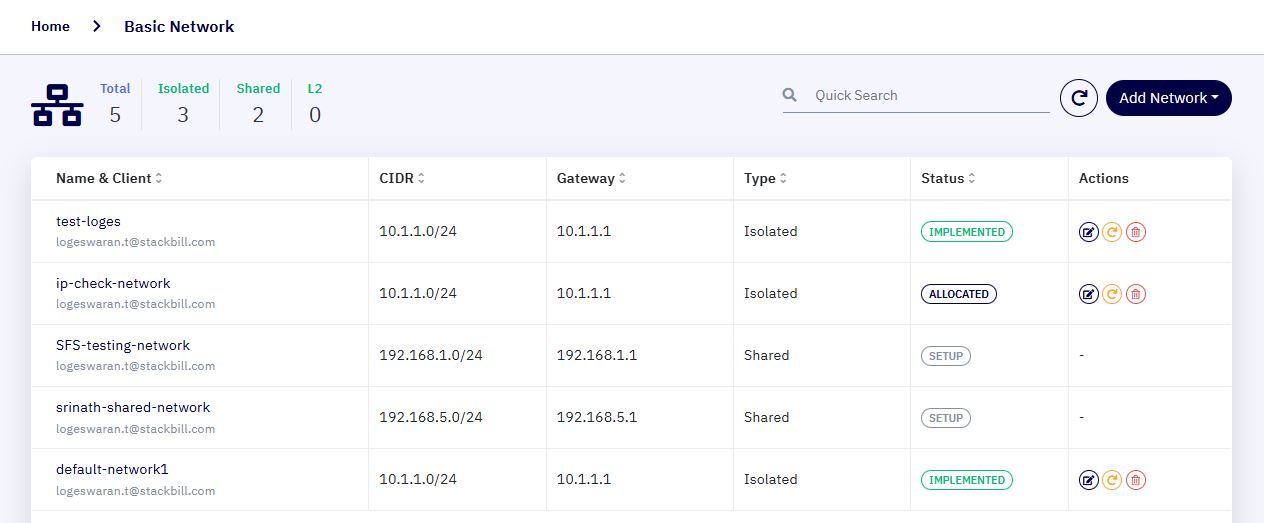 Home > Basic Network
Total Isolated Shared L2
5 3 2 0
Quick Search
Add Network
Name & Client CIDR Gateway Type Status Actions
test-loges
logeswaran.t@stackbill.com
10.1.1.0/24 10.1.1.1 Isolated IMPLEMENTED
ip-check-network
logeswaran.t@stackbill.com
10.1.1.0/24 10.1.1.1 Isolated ALLOCATED
SFS-testing-network
logeswaran.t@stackbill.com
192.168.1.0/24 192.168.1.1 Shared SETUP -
srinath-shared-network
logeswaran.t@stackbill.com
192.168.5.0/24 192.168.5.1 Shared SETUP -
default-network1
logeswaran.t@stackbill.com
10.1.1.0/24 10.1.1.1 Isolated IMPLEMENTED